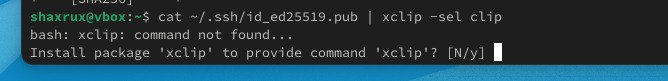 shaxrux@vbox:~$ cat ~/.ssh/id_ed25519.pub | xclip -sel clip
bash: xclip: command not found...
Install package 'xclip' to provide command 'xclip'? [N/y]